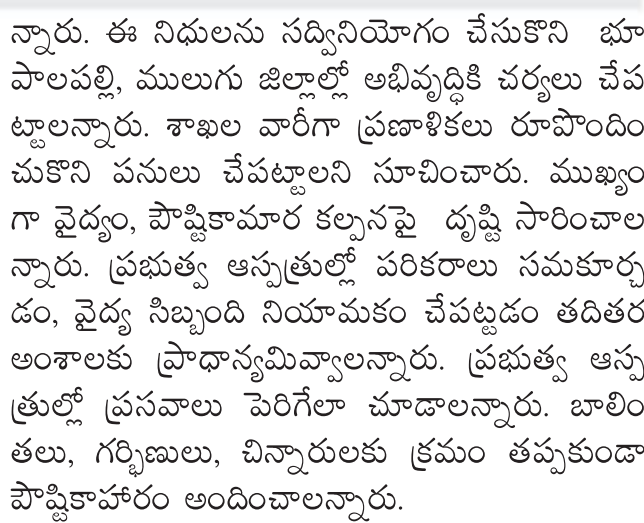 న్నారు. ఈ నిధులను సద్వినియోగం చేసుకొని భూ
పాలపల్లి, ములుగు జిల్లాల్లో అభివృద్ధికి చర్యలు చేప
ట్టాలన్నారు. శాఖల వారీగా ప్రణాళికలు రూపొందిం
చుకొని పనులు చేపట్టాలని సూచించారు. ముఖ్యం
గా వైద్యం, పౌష్టికామార కల్పనపై దృష్టి సారించాల
న్నారు. ప్రభుత్వ ఆస్పత్రుల్లో పరికరాలు సమకూర్చ
డం, వైద్య సిబ్బంది నియామకం చేపట్టడం తదితర
అంశాలకు ప్రాధాన్యమివ్వాలన్నారు. ప్రభుత్వ ఆస్ప
త్రుల్లో ప్రసవాలు పెరిగేలా చూడాలన్నారు. బాలిం
తలు, గర్భిణులు, చిన్నారులకు క్రమం తప్పకుండా
పౌష్టికాహారం అందించాలన్నారు.